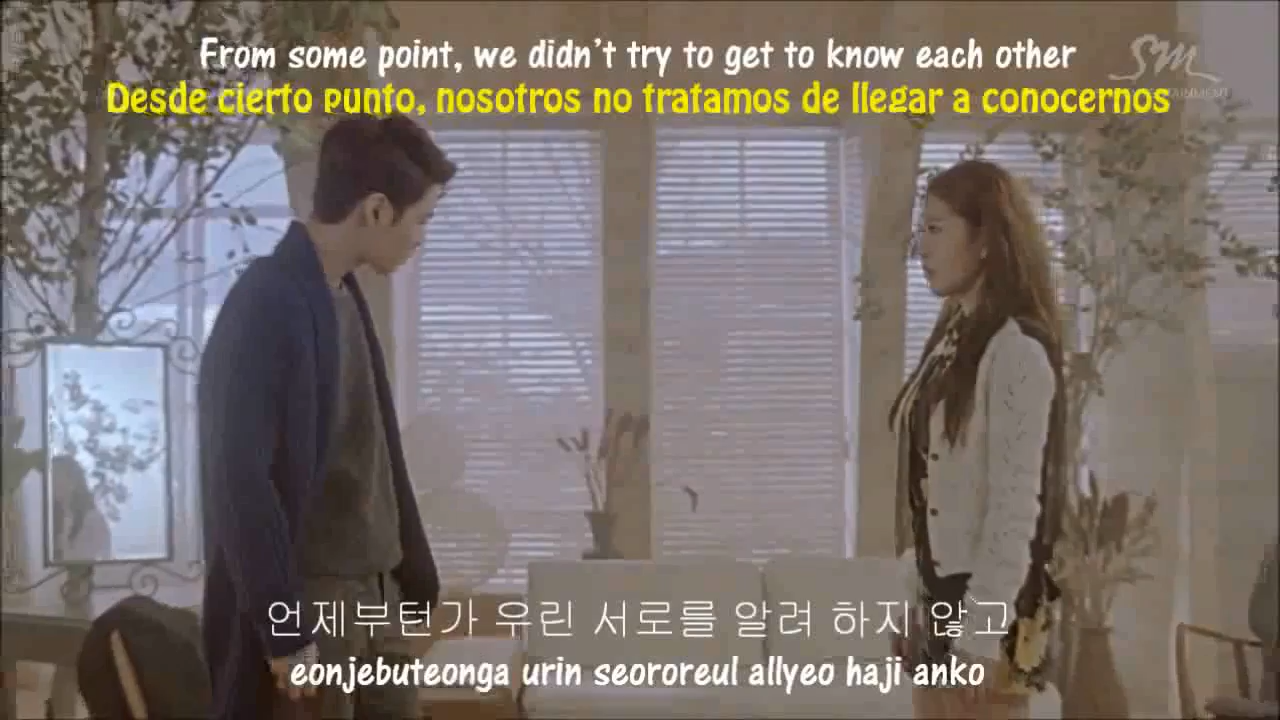 From some point, we didn't try to get to know each other
SM
Desde cierto punto, nosotros no tratamos de llegar a conocernos
ENTERTAINMENT
언제부턴가 우린 서로를 알려 하지 않고
eonjebuteonga urin seororeul allyeo haji anko